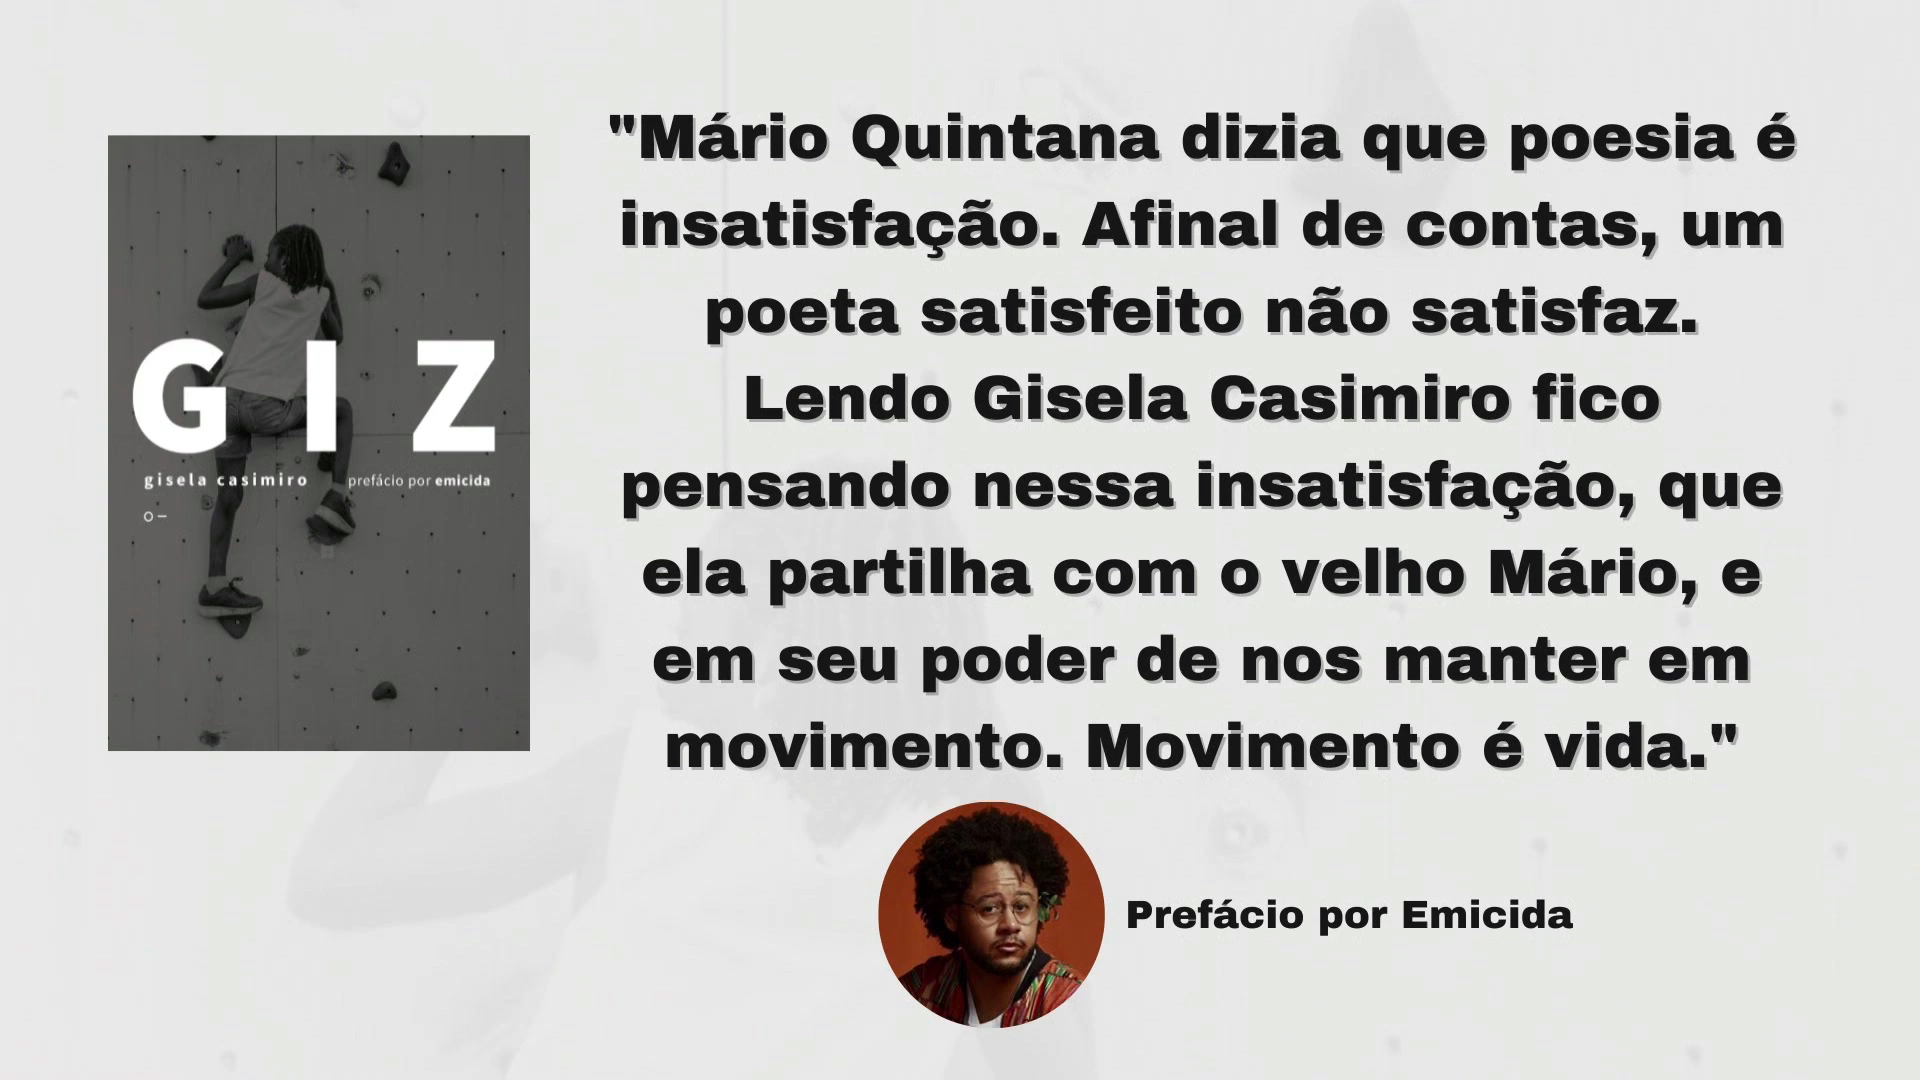 G I Z
gisela casimiro prefácio por emicida
"Mário Quintana dizia que poesia é
insatisfação. Afinal de contas, um
poeta satisfeito não satisfaz.
Lendo Gisela Casimiro fico
pensando nessa insatisfação, que
ela partilha com o velho Mário, e
em seu poder de nos manter em
movimento. Movimento é vida."
Prefácio por Emicida